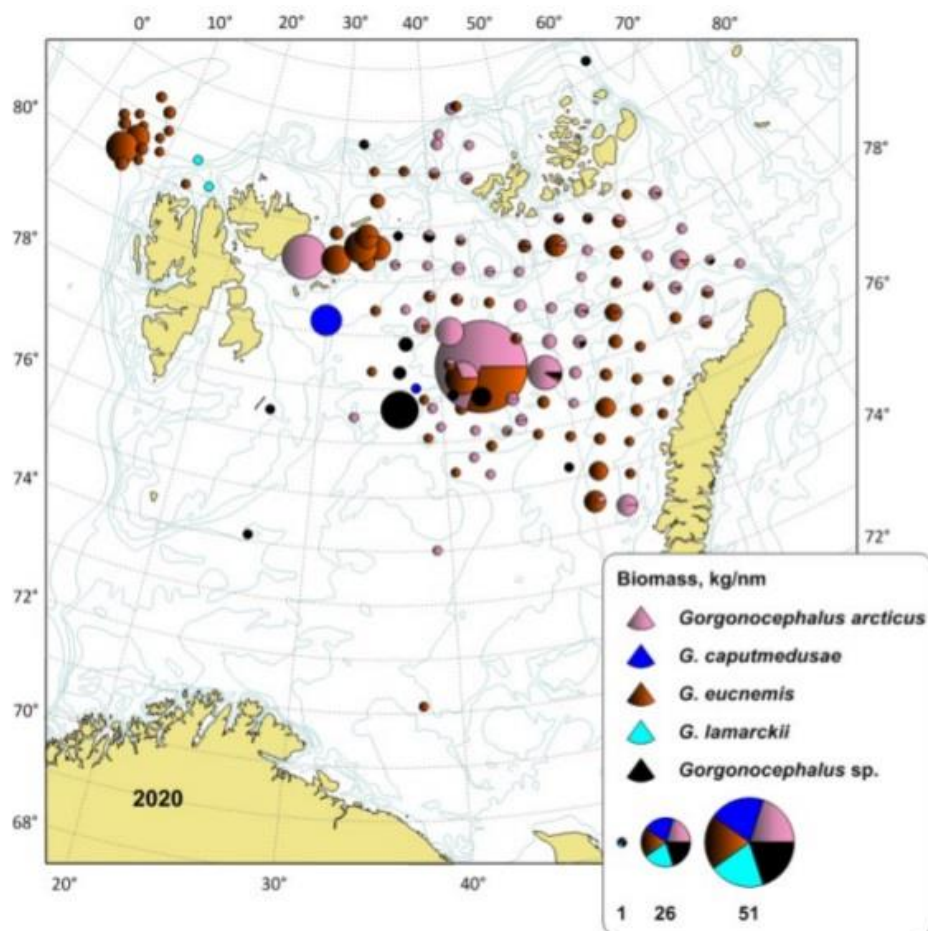 0° 10° 20° 30° 40° 50° 60° 70° 80°
80°
78°
78°
76°
76°
74°
74°
72°
72°
70°
68°
2020
20° 30° 40°
Biomass, kg/nm
Gorgonocephalus arcticus
G. caputmedusae
G. eucnemis
G. lamarckii
Gorgonocephalus sp.
1 26 51